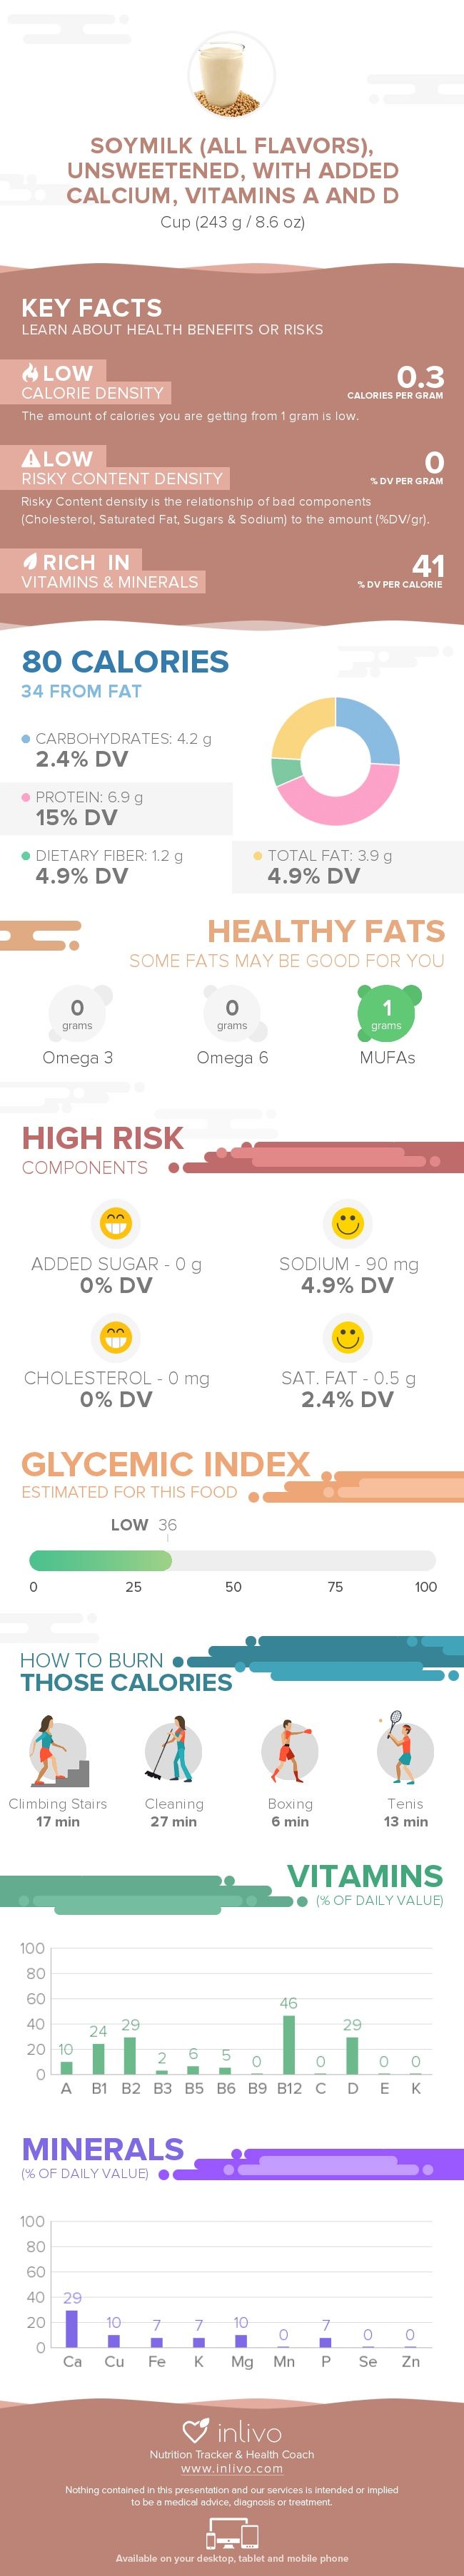 SOYMILK (ALL FLAVORS),
UNSWEETENED, WITH ADDED
CALCIUM, VITAMINS A AND D
Cup (243 g / 8.6 oz)
KEY FACTS
LEARN ABOUT HEALTH BENEFITS OR RISKS
LOW
CALORIE DENSITY
0.3
CALORIES PER GRAM
The amount of calories you are getting from 1 gram is low.
LOW
RISKY CONTENT DENSITY
0
% DV PER GRAM
Risky Content density is the relationship of bad components
(Cholesterol, Saturated Fat, Sugars & Sodium) to the amount (%DV/gr).
RICH IN
VITAMINS & MINERALS
41
% DV PER CALORIE
80 CALORIES
34 FROM FAT
CARBOHYDRATES: 4.2 g
2.4% DV
PROTEIN: 6.9 g
15% DV
DIETARY FIBER: 1.2 g
4.9% DV
TOTAL FAT: 3.9 g
4.9% DV
HEALTHY FATS
SOME FATS MAY BE GOOD FOR YOU
0
grams
Omega 3
0
grams
Omega 6
1
grams
MUFAs
HIGH RISK
COMPONENTS
ADDED SUGAR - 0 g
0% DV
SODIUM - 90 mg
4.9% DV
CHOLESTEROL - 0 mg
0% DV
SAT. FAT - 0.5 g
2.4% DV
GLYCEMIC INDEX
ESTIMATED FOR THIS FOOD
LOW 36
0 25 50 75 100
HOW TO BURN
THOSE CALORIES
Climbing Stairs
17 min
Cleaning
27 min
Boxing
6 min
Tenis
13 min
VITAMINS
(% OF DAILY VALUE)
100
80
60
40
20
0
10 24 29 2 6 5 0 46 0 29 0 0
A B1 B2 B3 B5 B6 B9 B12 C D E K
MINERALS
(% OF DAILY VALUE)
100
80
60
40
20
0
29 10 7 7 10 0 7 0 0
Ca Cu Fe K Mg Mn P Se Zn
inlivo
Nutrition Tracker & Health Coach
www.inlivo.com
Nothing contained in this presentation and our services is intended or implied
to be a medical advice, diagnosis or treatment.
Available on your desktop, tablet and mobile phone